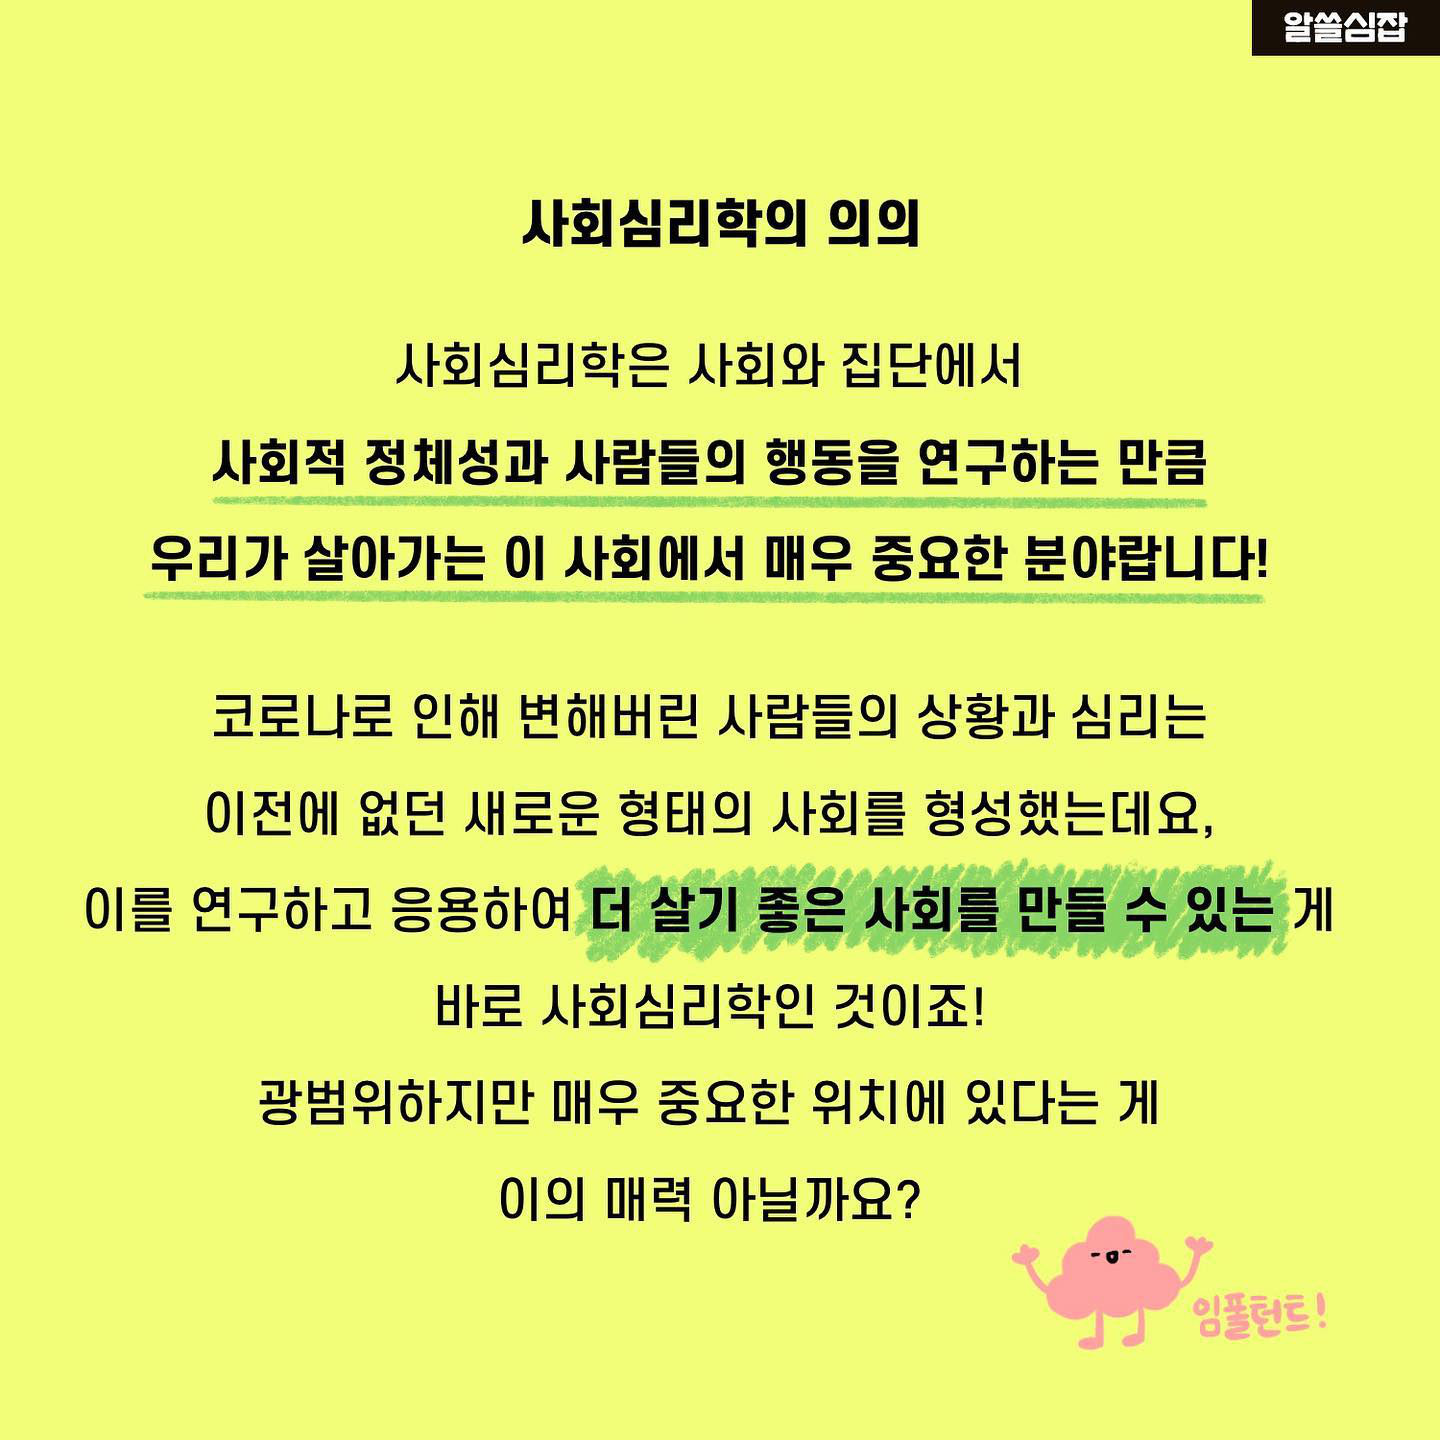 알쓸심잡
사회심리학의 의의
사회심리학은 사회와 집단에서
사회적 정체성과 사람들의 행동을 연구하는 만큼
우리가 살아가는 이 사회에서 매우 중요한 분야랍니다!
코로나로 인해 변해버린 사람들의 상황과 심리는
이전에 없던 새로운 형태의 사회를 형성했는데요,
이를 연구하고 응용하여 더 살기 좋은 사회를 만들 수 있는 게
바로 사회심리학인 것이죠!
광범위하지만 매우 중요한 위치에 있다는 게
이의 매력 아닐까요?
임폴턴트!